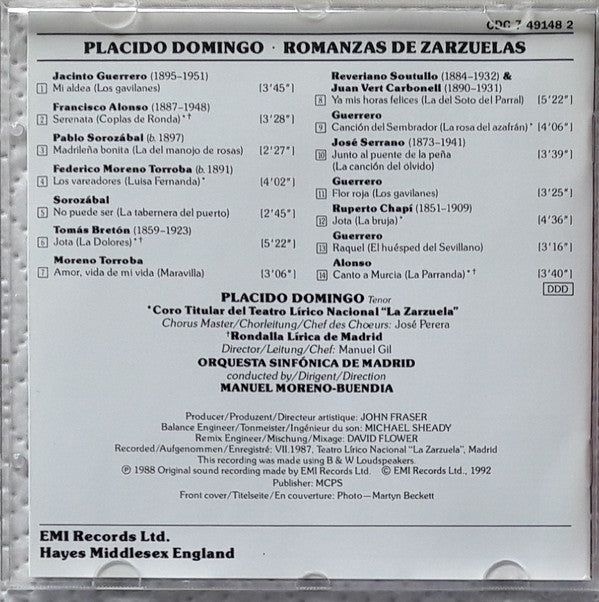 CDC 7 49148 2
PLACIDO DOMINGO · ROMANZAS DE ZARZUELAS
Jacinto Guerrero (1895–1951)
1 Mi aldea (Los gavilanes) [3'45"]
Francisco Alonso (1887–1948)
2 Serenata (Coplas de Ronda)*† [3'28"]
Pablo Sorozábal (b. 1897)
3 Madrileña bonita (La del manojo de rosas) [2'27"]
Federico Moreno Torroba (b. 1891)
4 Los vareadores (Luisa Fernanda)* [4'02"]
Sorozábal
5 No puede ser (La tabernera del puerto) [2'45"]
Tomás Bretón (1859–1923)
6 Jota (La Dolores)*† [5'22"]
Moreno Torroba
7 Amor, vida de mi vida (Maravilla) [3'06"]
Reveriano Soutullo (1884–1932) &
Juan Vert Carbonell (1890–1931)
8 Ya mis horas felices (La del Soto del Parral) [5'22"]
Guerrero
9 Canción del Sembrador (La rosa del azafrán)* [4'06"]
José Serrano (1873–1941)
10 Junto al puente de la peña [3'39"]
(La canción del ólvido)
Guerrero
11 Flor roja (Los gavilanes) [3'25"]
Ruperto Chapí (1851–1909)
12 Jota (La bruja)* [4'36"]
Guerrero
13 Raquel (El huésped del Sevillano) [3'16"]
Alonso
14 Canto a Murcia (La Parranda)*† [3'40"]
DDD
PLACIDO DOMINGO Tenor
*Coro Titular del Teatro Lírico Nacional "La Zarzuela"
Chorus Master/Chorleitung/Chef des Chœurs: José Perera
†Rondalla Lírica de Madrid
Director/Leitung/Chef: Manuel Gil
ORQUESTA SINFÓNICA DE MADRID
conducted by/Dirigent/Direction
MANUEL MORENO-BUENDIA
Producer/Produzent/Directeur artistique: JOHN FRASER
Balance Engineer/Tonmeister/Ingénieur du son: MICHAEL SHEADY
Remix Engineer/Mischung/Mixage: DAVID FLOWER
Recorded/Aufgenommen/Enregistré: VII.1987, Teatro Lírico Nacional "La Zarzuela", Madrid
This recording was made using B & W Loudspeakers.
℗ 1988 Original sound recording made by EMI Records Ltd. © EMI Records Ltd., 1992
Publisher: MCPS
Front cover/Titelseite/En couverture: Photo—Martyn Beckett
EMI Records Ltd.
Hayes Middlesex England